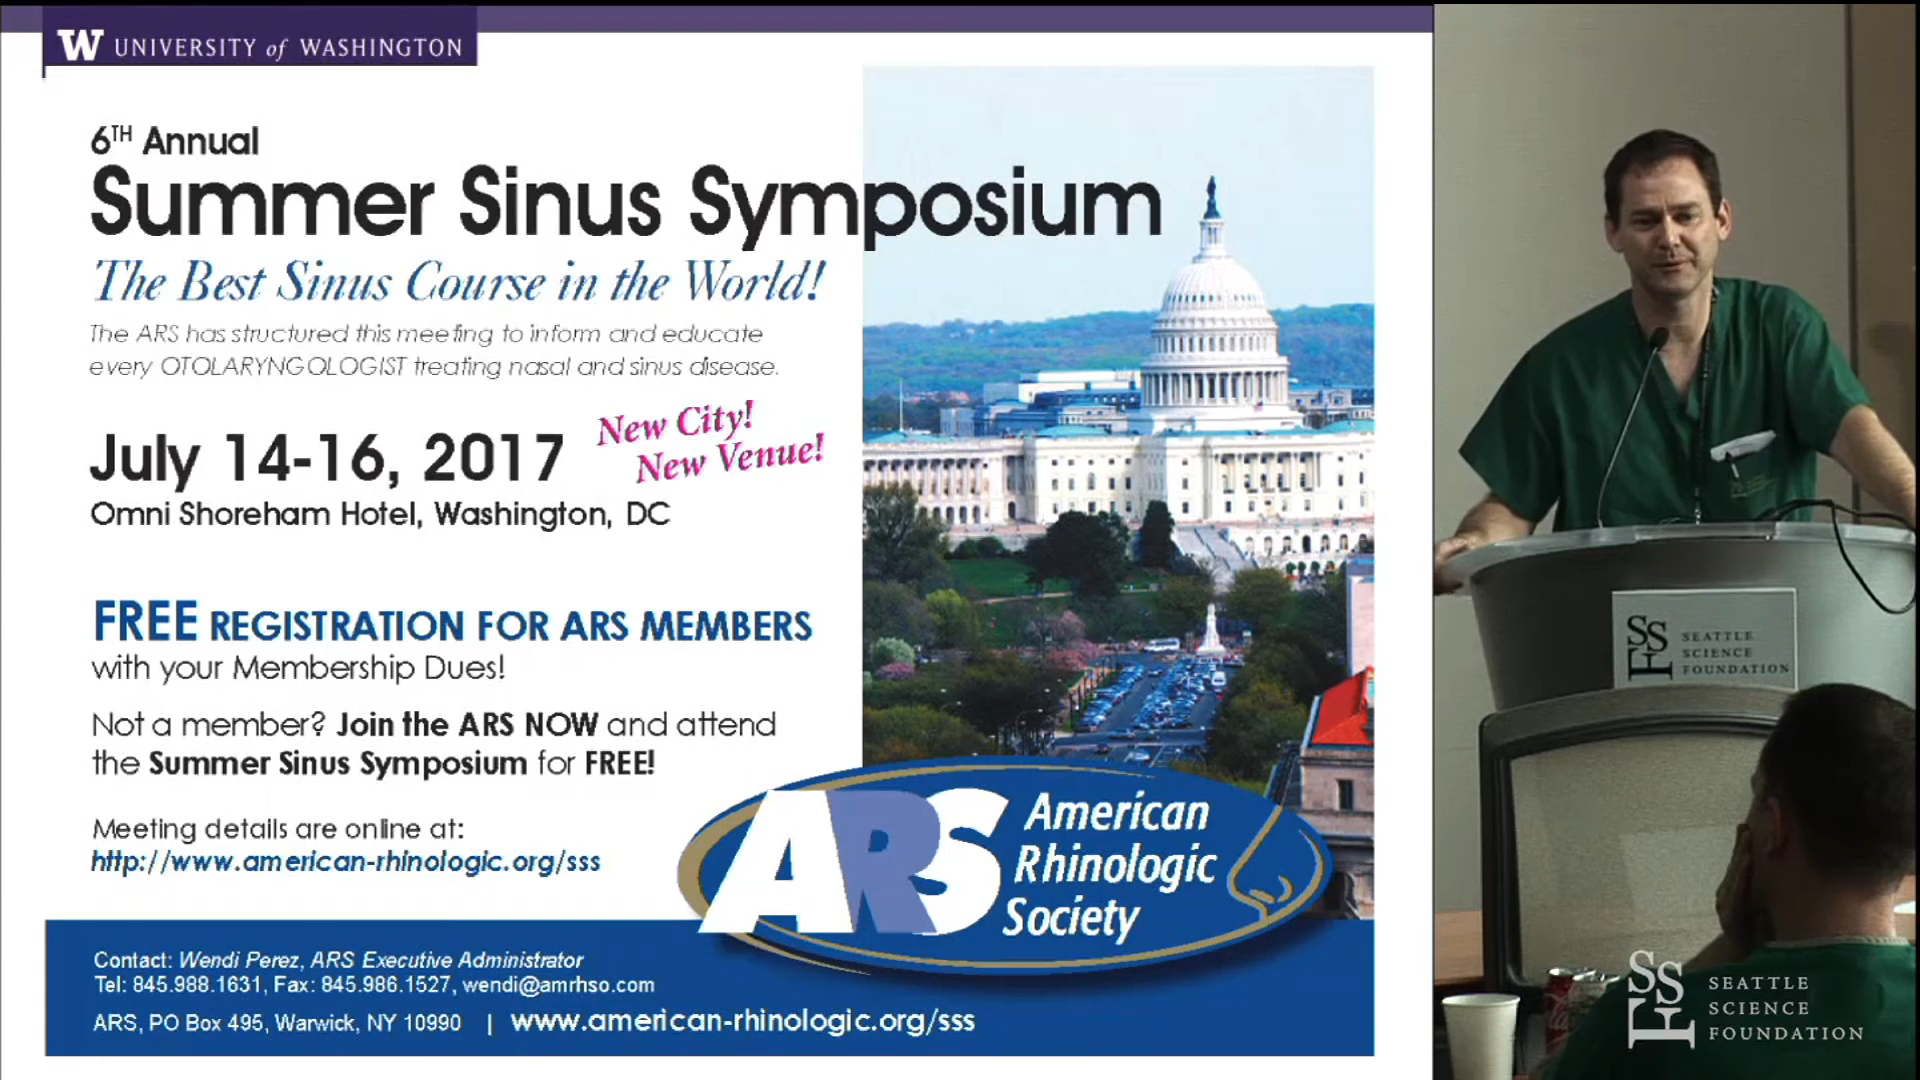 W UNIVERSITY of WASHINGTON
6TH Annual
Summer Sinus Symposium
The Best Sinus Course in the World!
The ARS has structured this meeting to inform and educate
every OTOLARYNGOLOGIST treating nasal and sinus disease.
New City!
New Venue!
July 14-16, 2017
Omni Shoreham Hotel, Washington, DC
FREE REGISTRATION FOR ARS MEMBERS
with your Membership Dues!
Not a member? Join the ARS NOW and attend
the Summer Sinus Symposium for FREE!
Meeting details are online at:
http://www.american-rhinologic.org/sss
ARS
American
Rhinologic
Society
Contact: Wendi Perez, ARS Executive Administrator
Tel: 845.988.1631, Fax: 845.986.1527, wendi@amrhso.com
ARS, PO Box 495, Warwick, NY 10990 | www.american-rhinologic.org/sss
SSF
SEATTLE
SCIENCE
FOUNDATION
SSF
SEATTLE
SCIENCE
FOUNDATION